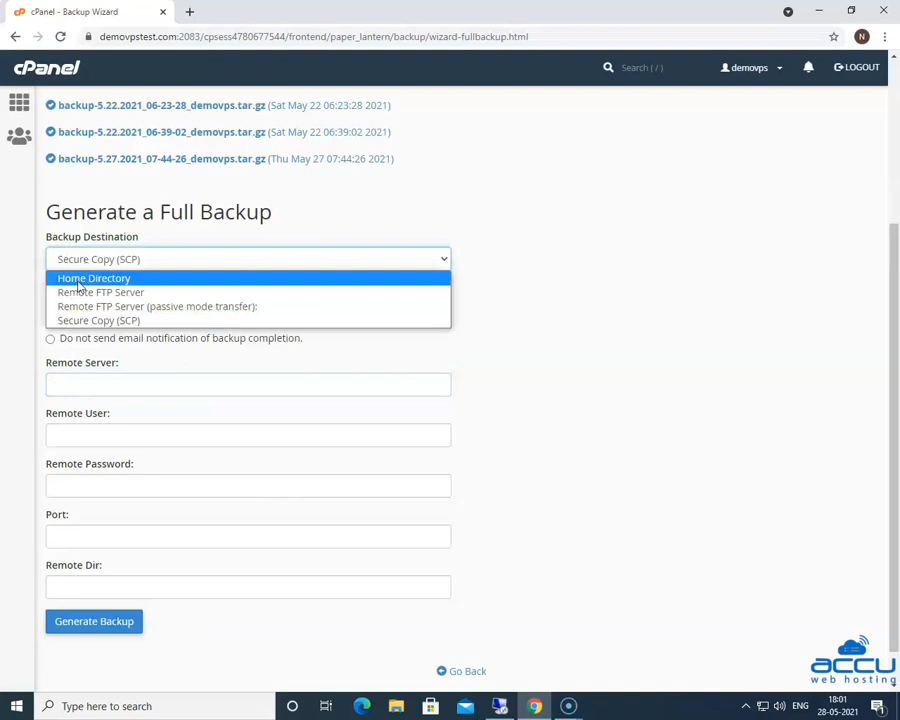 cPanel - Backup Wizard
demovpstest.com:2083/cpsess4780677544/frontend/paper_lantern/backup/wizard-fullbackup.html
N
cPanel
Search ( / )
demovps
LOGOUT
backup-5.22.2021_06-23-28_demovps.tar.gz (Sat May 22 06:23:28 2021)
backup-5.22.2021_06-39-02_demovps.tar.gz (Sat May 22 06:39:02 2021)
backup-5.27.2021_07-44-26_demovps.tar.gz (Thu May 27 07:44:26 2021)
Generate a Full Backup
Backup Destination
Secure Copy (SCP)
Home Directory
Remote FTP Server
Remote FTP Server (passive mode transfer):
Secure Copy (SCP)
Do not send email notification of backup completion.
Remote Server:
Remote User:
Remote Password:
Port:
Remote Dir:
Generate Backup
Go Back
accu
web hosting
Type here to search
ENG
18:01
28-05-2021
1